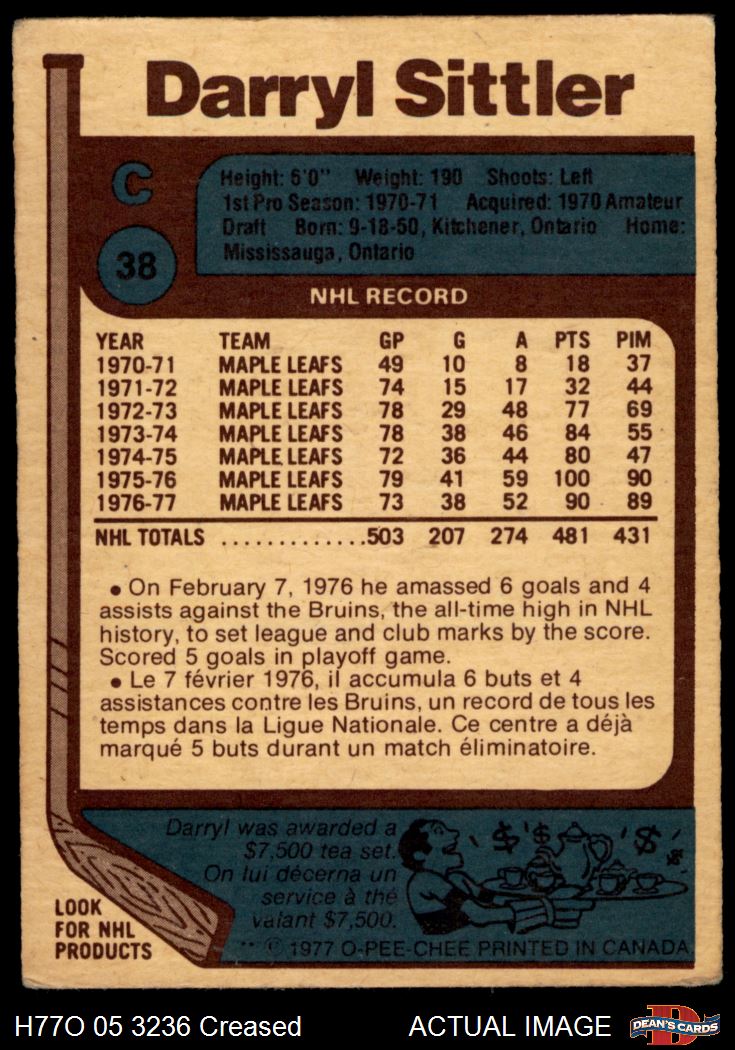 Darryl Sittler
C
38
Height: 6'0" Weight: 190 Shoots: Left
1st Pro Season: 1970-71 Acquired: 1970 Amateur
Draft Born: 9-18-50, Kitchener, Ontario Home:
Mississauga, Ontario
NHL RECORD
YEAR TEAM GP G A PTS PIM
1970-71 MAPLE LEAFS 49 10 8 18 37
1971-72 MAPLE LEAFS 74 15 17 32 44
1972-73 MAPLE LEAFS 78 29 48 77 69
1973-74 MAPLE LEAFS 78 38 46 84 55
1974-75 MAPLE LEAFS 72 36 44 80 47
1975-76 MAPLE LEAFS 79 41 59 100 90
1976-77 MAPLE LEAFS 73 38 52 90 89
NHL TOTALS .............503 207 274 481 431
• On February 7, 1976 he amassed 6 goals and 4
assists against the Bruins, the all-time high in NHL
history, to set league and club marks by the score.
Scored 5 goals in playoff game.
• Le 7 février 1976, il accumula 6 buts et 4
assistances contre les Bruins, un record de tous les
temps dans la Ligue Nationale. Ce centre a déjà
marqué 5 buts durant un match éliminatoire.
Darryl was awarded a
$7,500 tea set.
On lui décerna un
service à thé
valant $7,500.
$ $ $ $
LOOK
FOR NHL
PRODUCTS
** © 1977 O-PEE-CHEE PRINTED IN CANADA
H77O 05 3236 Creased
ACTUAL IMAGE
D
DEAN'S CARDS